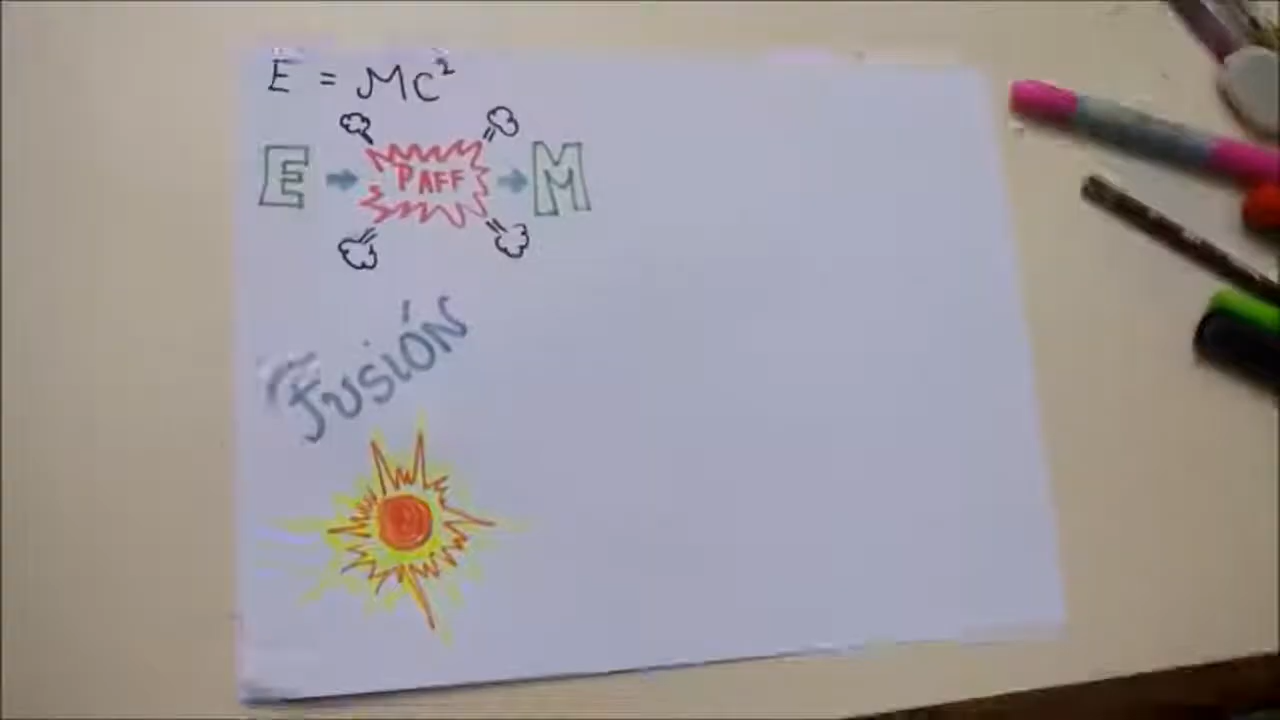 E = MC²
E → PAFF → M
Fusión